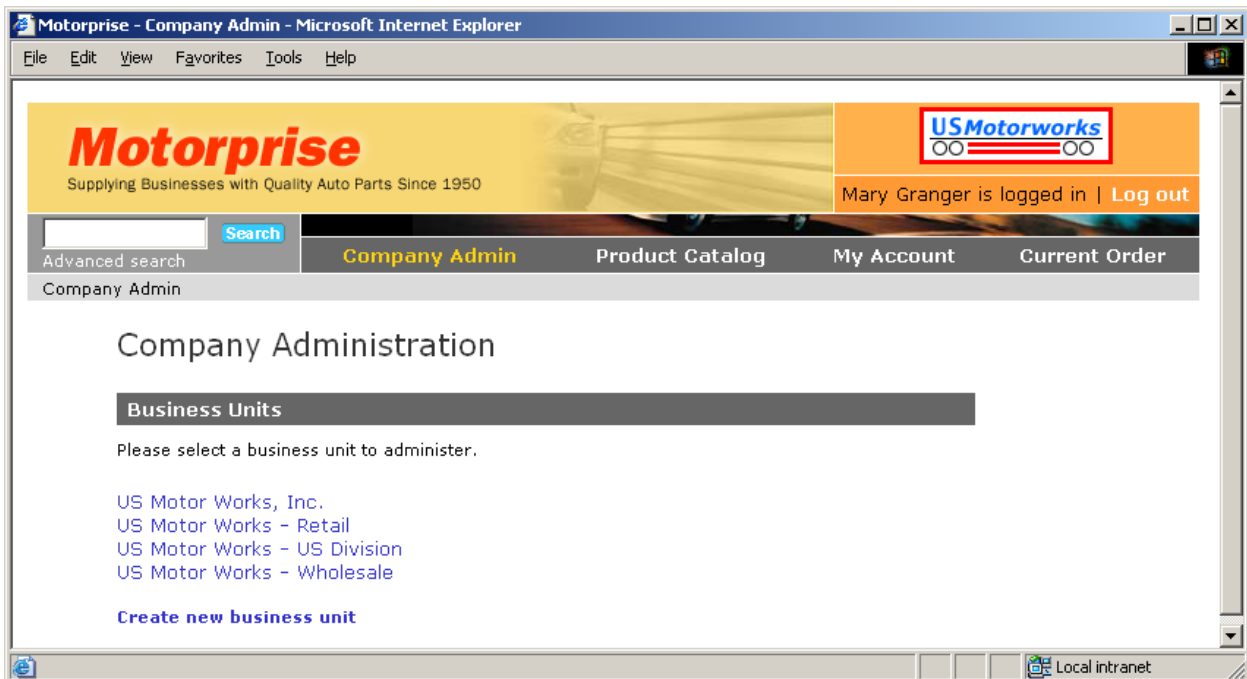 Motorprise - Company Admin - Microsoft Internet Explorer
File Edit View Favorites Tools Help
Motorprise
Supplying Businesses with Quality Auto Parts Since 1950
USMotorworks
Mary Granger is logged in | Log out
Search
Advanced search
Company Admin Product Catalog My Account Current Order
Company Admin
Company Administration
Business Units
Please select a business unit to administer.
US Motor Works, Inc.
US Motor Works - Retail
US Motor Works - US Division
US Motor Works - Wholesale
Create new business unit
Local intranet